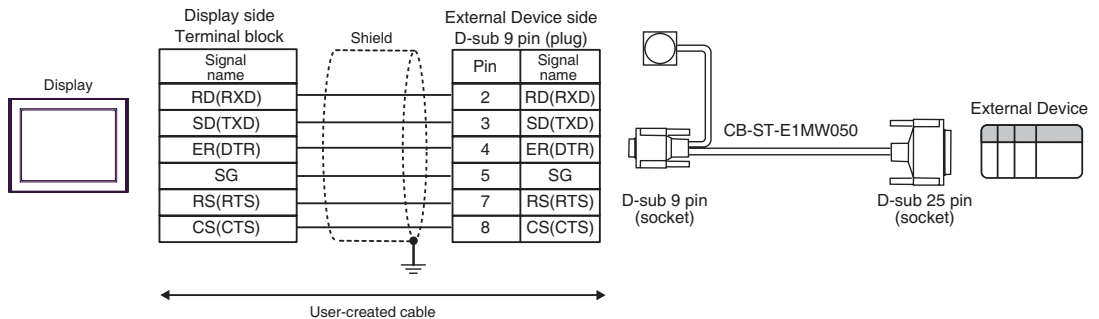 Display
Display side
Terminal block
Shield
External Device side
D-sub 9 pin (plug)
Signal
name
Pin
Signal
name
RD(RXD)
2
RD(RXD)
SD(TXD)
3
SD(TXD)
ER(DTR)
4
ER(DTR)
SG
5
SG
RS(RTS)
7
RS(RTS)
CS(CTS)
8
CS(CTS)
User-created cable
CB-ST-E1MW050
D-sub 9 pin
(socket)
D-sub 25 pin
(socket)
External Device